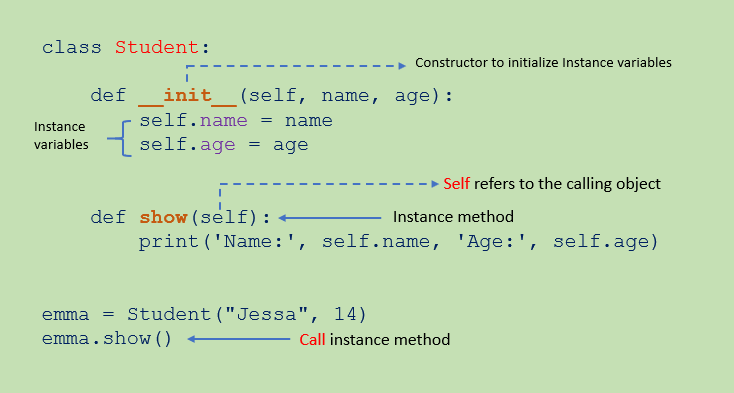 class Student:
Constructor to initialize Instance variables
def __init__(self, name, age):
Instance
variables
self.name = name
self.age = age
Self refers to the calling object
def show(self):
Instance method
print('Name:', self.name, 'Age:', self.age)
emma = Student("Jessa", 14)
emma.show()
Call instance method